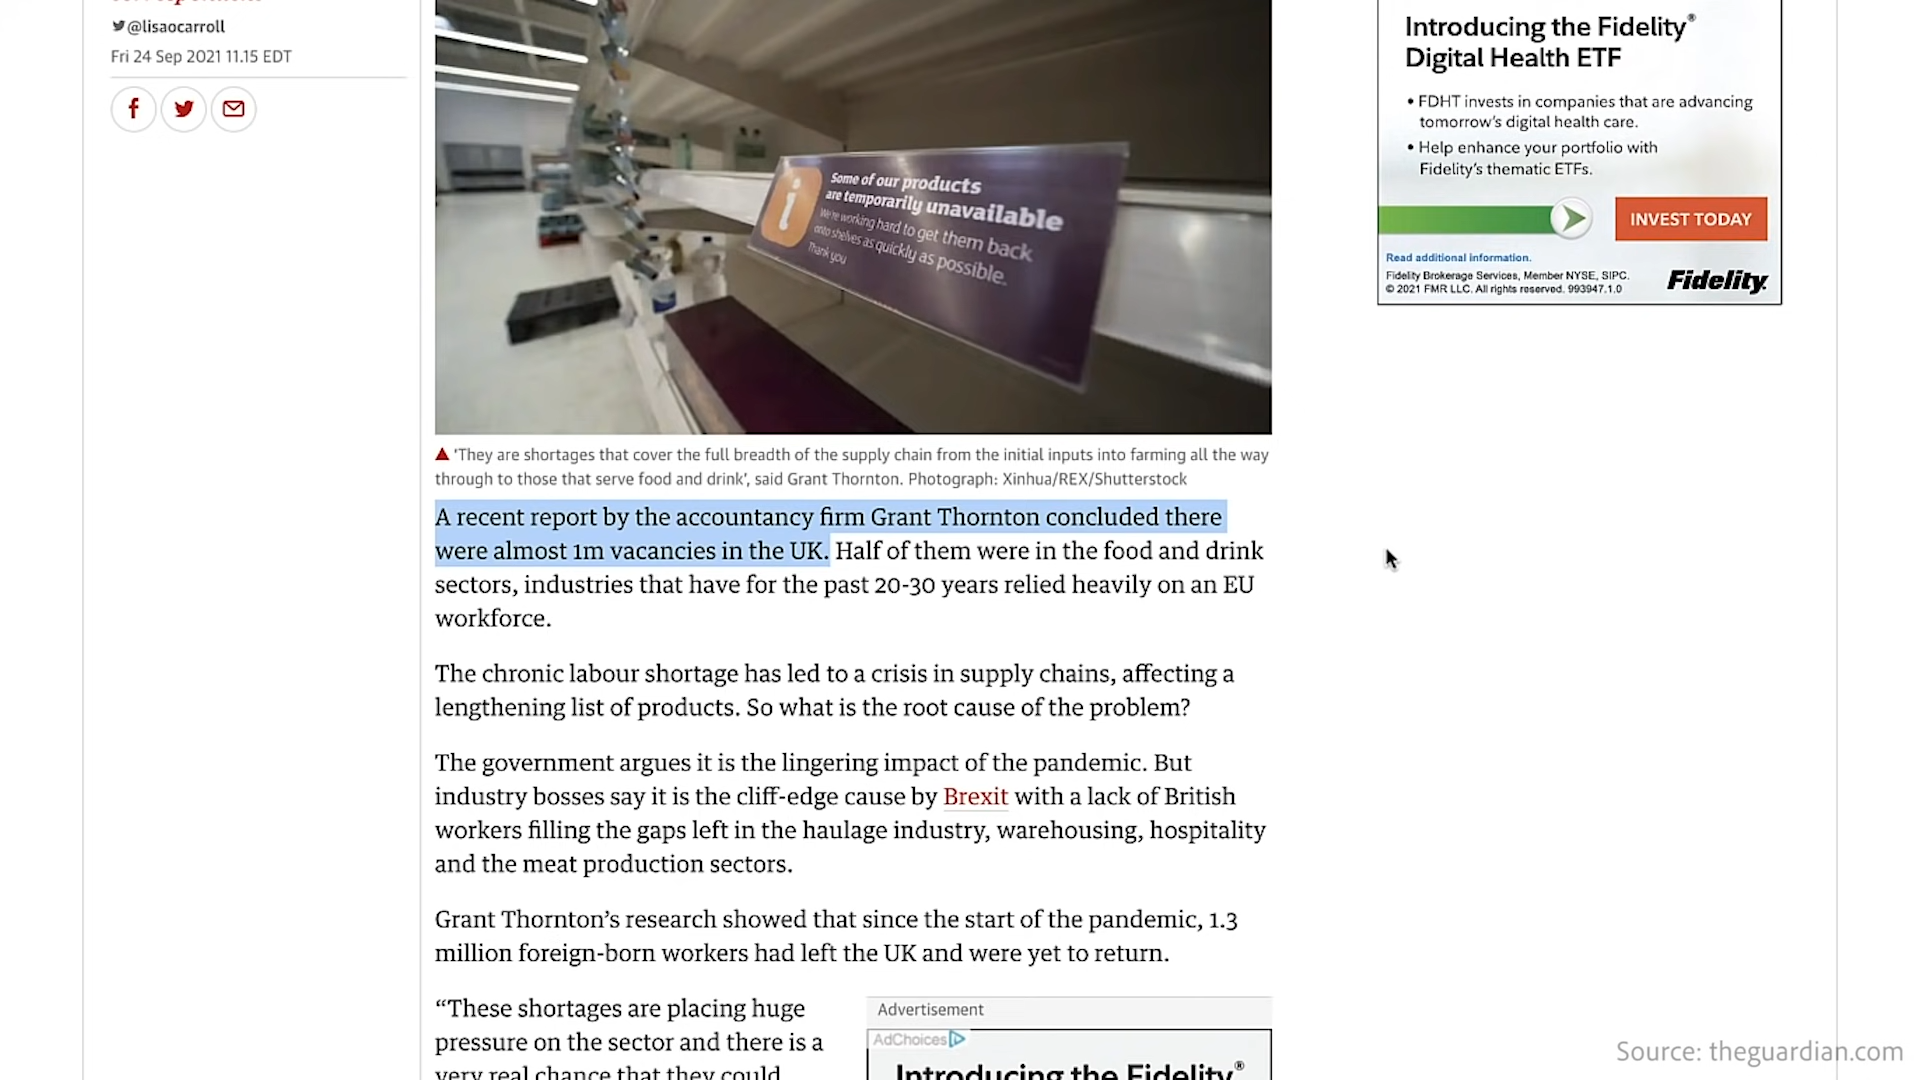 @lisaocarroll
Fri 24 Sep 2021 11.15 EDT
Some of our products
are temporarily unavailable
We're working hard to get them back
onto shelves as quickly as possible.
Thank you
'They are shortages that cover the full breadth of the supply chain from the initial inputs into farming all the way
through to those that serve food and drink', said Grant Thornton. Photograph: Xinhua/REX/Shutterstock
A recent report by the accountancy firm Grant Thornton concluded there
were almost 1m vacancies in the UK. Half of them were in the food and drink
sectors, industries that have for the past 20-30 years relied heavily on an EU
workforce.
The chronic labour shortage has led to a crisis in supply chains, affecting a
lengthening list of products. So what is the root cause of the problem?
The government argues it is the lingering impact of the pandemic. But
industry bosses say it is the cliff-edge cause by Brexit with a lack of British
workers filling the gaps left in the haulage industry, warehousing, hospitality
and the meat production sectors.
Grant Thornton's research showed that since the start of the pandemic, 1.3
million foreign-born workers had left the UK and were yet to return.
"These shortages are placing huge
pressure on the sector and there is a
very real chance that they could
Advertisement
AdChoices
Introducing the Fidelity®
Introducing the Fidelity®
Digital Health ETF
• FDHT invests in companies that are advancing
tomorrow's digital health care.
• Help enhance your portfolio with
Fidelity's thematic ETFs.
INVEST TODAY
Read additional information.
Fidelity Brokerage Services, Member NYSE, SIPC.
© 2021 FMR LLC. All rights reserved. 993947.1.0
Fidelity
Source: theguardian.com